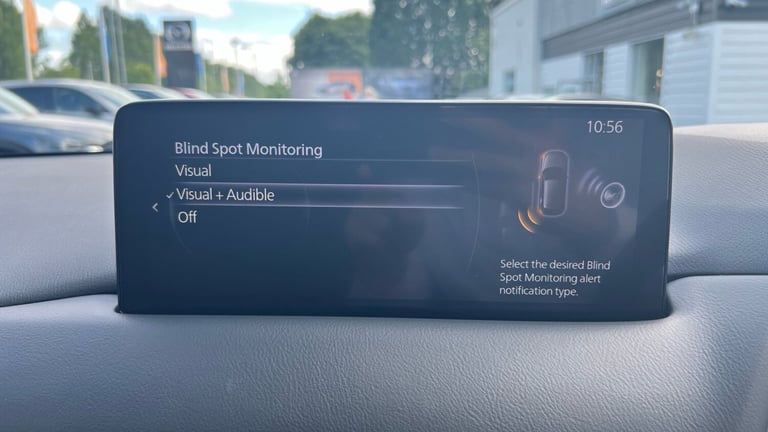 10:56
Blind Spot Monitoring
Visual
Visual + Audible
Off
Select the desired Blind
Spot Monitoring alert
notification type.